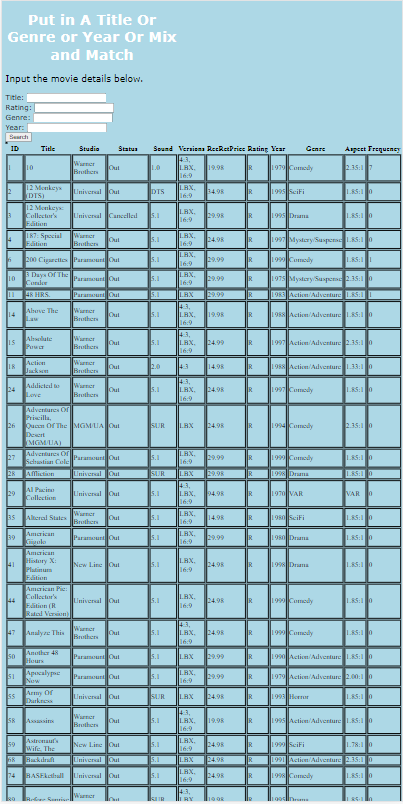 Put in A Title Or
Genre or Year Or Mix
and Match
Input the movie details below.
Title:
Rating:
Genre:
Year:
Search
ID Title Studio Status Sound Versions RecRetPrice Rating Year Genre Aspect Frequency
1 10 Warner Brothers Out 1.0 4:3, LBX, 16:9 19.98 R 1979 Comedy 2.35:1 7
2 12 Monkeys (DTS) Universal Out DTS LBX, 16:9 34.98 R 1995 SciFi 1.85:1 0
3 12 Monkeys: Collector's Edition Universal Cancelled 5.1 LBX, 16:9 29.98 R 1995 Drama 1.85:1 0
4 187: Special Edition Warner Brothers Out 5.1 LBX, 16:9 24.98 R 1997 Mystery/Suspense 1.85:1 0
6 200 Cigarettes Paramount Out 5.1 LBX, 16:9 29.99 R 1999 Comedy 1.85:1 1
10 3 Days Of The Condor Paramount Out 5.1 LBX, 16:9 29.99 R 1975 Mystery/Suspense 2.35:1 0
11 48 HRS. Paramount Out 5.1 LBX 29.99 R 1983 Action/Adventure 1.85:1 1
14 Above The Law Warner Brothers Out 5.1 4:3, LBX, 16:9 19.98 R 1988 Action/Adventure 1.85:1 0
15 Absolute Power Warner Brothers Out 5.1 4:3, LBX, 16:9 24.98 R 1997 Action/Adventure 2.35:1 0
18 Action Jackson Warner Brothers Out 2.0 4:3 14.98 R 1988 Action/Adventure 1.33:1 0
24 Addicted to Love Warner Brothers Out 5.1 4:3, LBX, 16:9 24.98 R 1997 Comedy 1.85:1 0
26 Adventures Of Priscilla, Queen Of The Desert (MGM/UA) MGM/UA Out SUR LBX 24.98 R 1994 Comedy 2.35:1 0
27 Adventures Of Sebastian Cole Paramount Out 5.1 LBX, 16:9 29.99 R 1999 Comedy 1.85:1 0
28 Affliction Universal Out SUR LBX 29.98 R 1998 Drama 1.85:1 0
29 Al Pacino Collection Universal Out 5.1 4:3, LBX, 16:9 94.98 R 1970 VAR VAR 0
35 Altered States Warner Brothers Out 5.1 LBX, 16:9 14.98 R 1980 SciFi 1.85:1 0
39 American Gigolo Paramount Out 5.1 LBX, 16:9 29.99 R 1980 Drama 1.85:1 0
41 American History X: Platinum Edition New Line Out 5.1 LBX, 16:9 24.98 R 1998 Drama 1.85:1 0
44 American Pie: Collector's Edition (R Rated Version) Universal Out 5.1 LBX, 16:9 24.98 R 1999 Comedy 1.85:1 0
47 Analyze This Warner Brothers Out 5.1 4:3, LBX, 16:9 24.98 R 1999 Comedy 1.85:1 0
50 Another 48 Hours Paramount Out 5.1 LBX, 16:9 29.99 R 1990 Action/Adventure 1.85:1 0
51 Apocalypse Now Paramount Out 5.1 LBX, 16:9 29.99 R 1979 Action/Adventure 2.00:1 0
55 Army Of Darkness Universal Out SUR LBX 24.98 R 1993 Horror 1.85:1 0
58 Assassins Warner Brothers Out 5.1 4:3, LBX, 16:9 19.98 R 1995 Action/Adventure 1.85:1 0
59 Astronaut's Wife, The New Line Out 5.1 LBX, 16:9 24.98 R 1999 SciFi 1.78:1 0
68 Backdraft Universal Out 5.1 LBX 24.98 R 1991 Action/Adventure 2.35:1 0
74 BASEketball Universal Out 5.1 LBX, 16:9 24.98 R 1998 Comedy 1.85:1 0
89 Before Sunrise Warner Out SUR 4:3, LBX, 19.98 R 1995 Drama 1.85:1 0